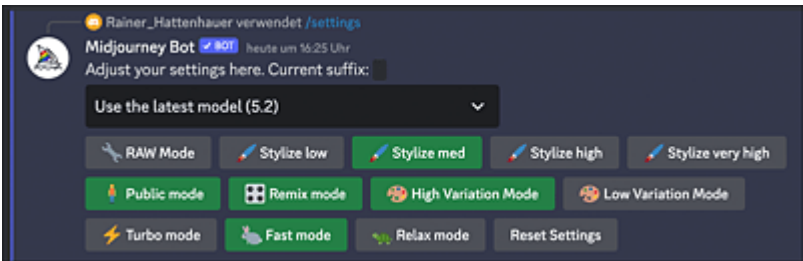 Rainer_Hattenhauer verwendet /settings
Midjourney Bot ✔ BOT heute um 16:25 Uhr
Adjust your settings here. Current suffix:
Use the latest model (5.2)
RAW Mode Stylize low Stylize med Stylize high Stylize very high
Public mode Remix mode High Variation Mode Low Variation Mode
Turbo mode Fast mode Relax mode Reset Settings